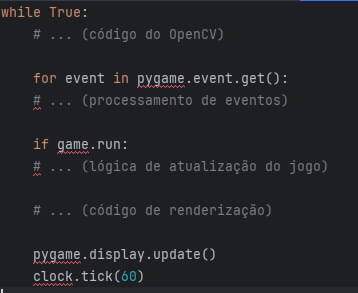 while True:
    # ... (código do OpenCV)

    for event in pygame.event.get():
    # ... (processamento de eventos)

    if game.run:
    # ... (lógica de atualização do jogo)

    # ... (código de renderização)

    pygame.display.update()
    clock.tick(60)